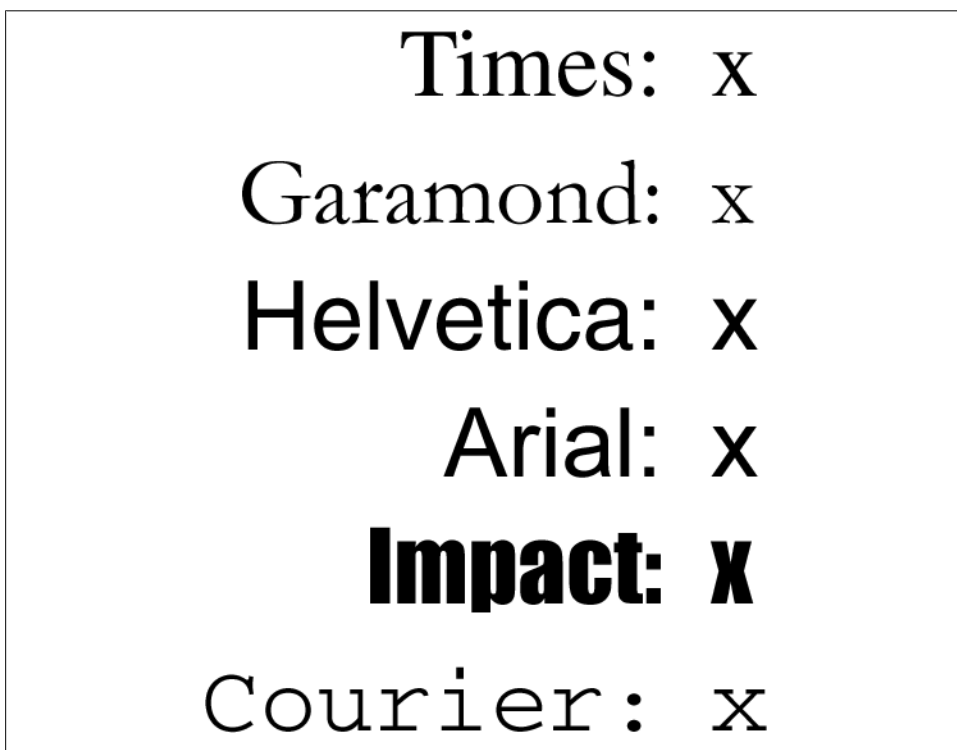 Times: x
Garamond: x
Helvetica: x
Arial: x
Impact: x
Courier: x